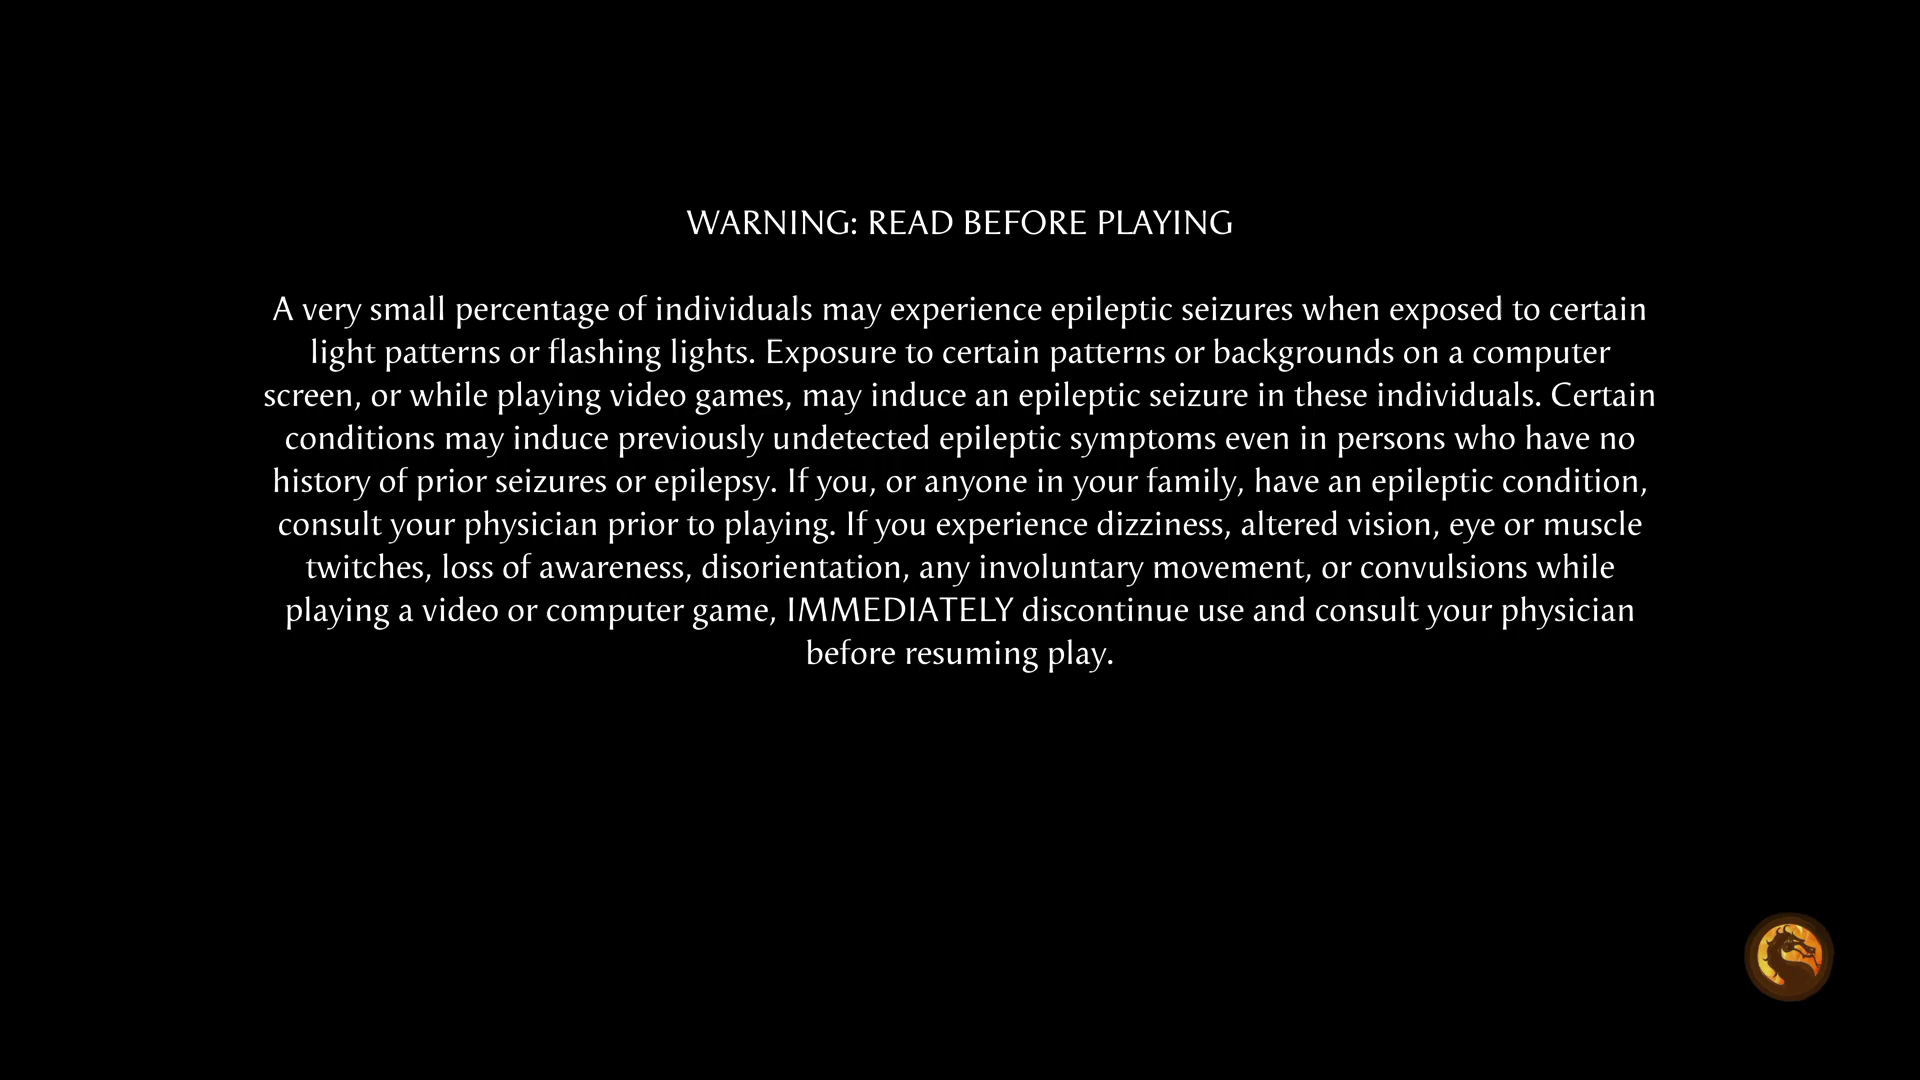 WARNING: READ BEFORE PLAYING
A very small percentage of individuals may experience epileptic seizures when exposed to certain
light patterns or flashing lights. Exposure to certain patterns or backgrounds on a computer
screen, or while playing video games, may induce an epileptic seizure in these individuals. Certain
conditions may induce previously undetected epileptic symptoms even in persons who have no
history of prior seizures or epilepsy. If you, or anyone in your family, have an epileptic condition,
consult your physician prior to playing. If you experience dizziness, altered vision, eye or muscle
twitches, loss of awareness, disorientation, any involuntary movement, or convulsions while
playing a video or computer game, IMMEDIATELY discontinue use and consult your physician
before resuming play.